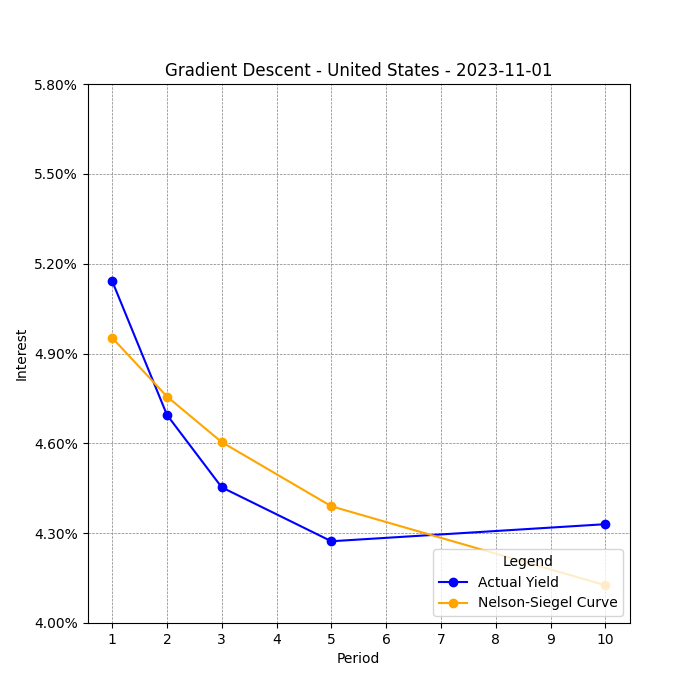 Gradient Descent - United States - 2023-11-01
5.80%
5.50%
5.20%
4.90%
4.60%
4.30%
4.00%
Interest
1 2 3 4 5 6 7 8 9 10
Period
Legend
Actual Yield
Nelson-Siegel Curve